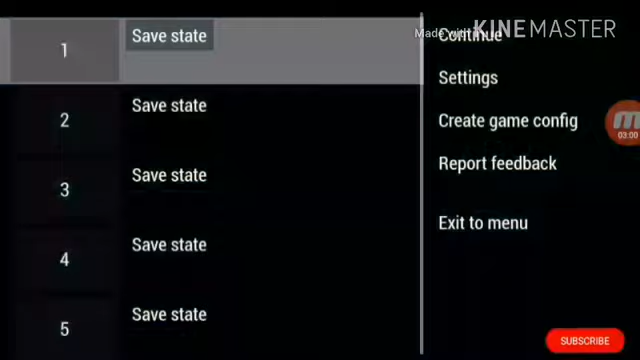 1 Save state
2 Save state
3 Save state
4 Save state
5 Save state
Made with KINEMASTER
Continue
Settings
Create game config
03:00
Report feedback
Exit to menu
SUBSCRIBE